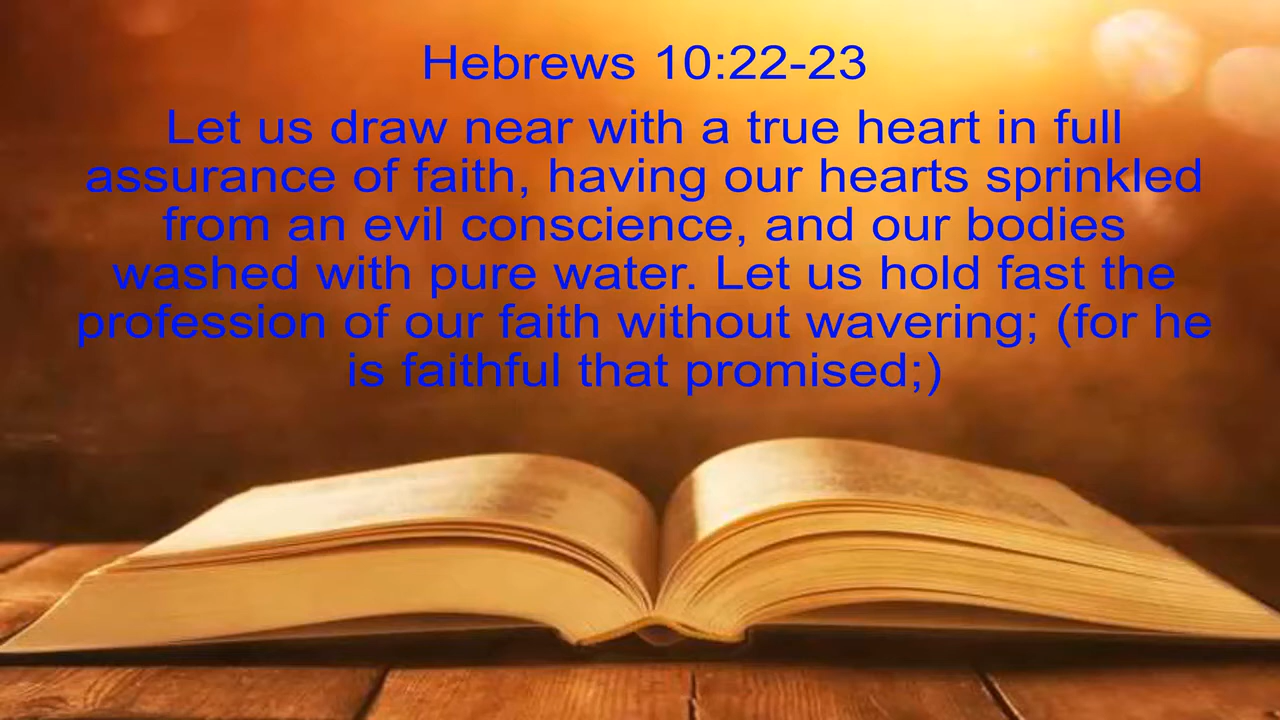 Hebrews 10:22-23
Let us draw near with a true heart in full
assurance of faith, having our hearts sprinkled
from an evil conscience, and our bodies
washed with pure water. Let us hold fast the
profession of our faith without wavering; (for he
is faithful that promised;)